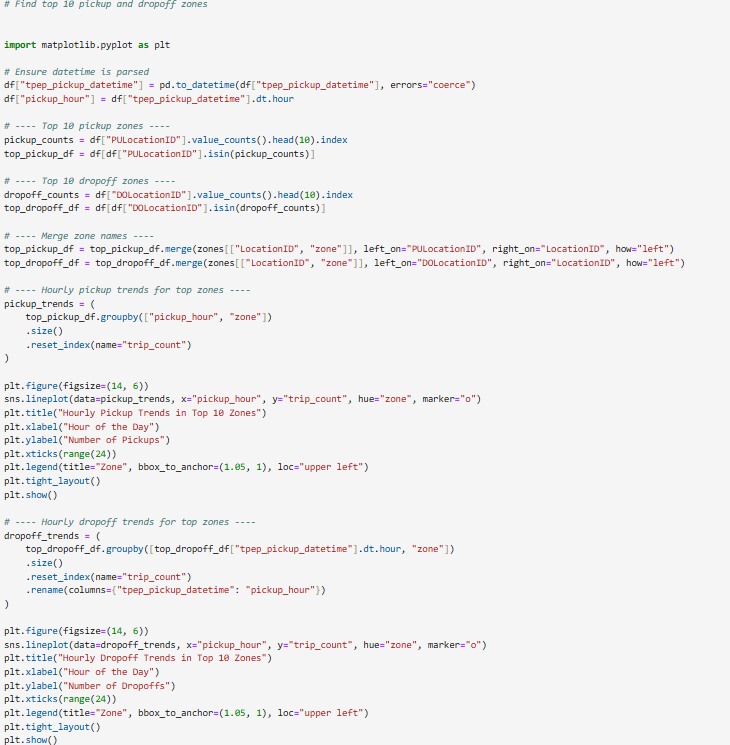 # Find top 10 pickup and dropoff zones
import matplotlib.pyplot as plt
# Ensure datetime is parsed
df["tpep_pickup_datetime"] = pd.to_datetime(df["tpep_pickup_datetime"], errors="coerce")
df["pickup_hour"] = df["tpep_pickup_datetime"].dt.hour
# ---- Top 10 pickup zones ----
pickup_counts = df["PULocationID"].value_counts().head(10).index
top_pickup_df = df[df["PULocationID"].isin(pickup_counts)]
# ---- Top 10 dropoff zones ----
dropoff_counts = df["DOLocationID"].value_counts().head(10).index
top_dropoff_df = df[df["DOLocationID"].isin(dropoff_counts)]
# ---- Merge zone names ----
top_pickup_df = top_pickup_df.merge(zones[["LocationID", "zone"]], left_on="PULocationID", right_on="LocationID", how="left")
top_dropoff_df = top_dropoff_df.merge(zones[["LocationID", "zone"]], left_on="DOLocationID", right_on="LocationID", how="left")
# ---- Hourly pickup trends for top zones ----
pickup_trends = (
    top_pickup_df.groupby(["pickup_hour", "zone"])
    .size()
    .reset_index(name="trip_count")
)
plt.figure(figsize=(14, 6))
sns.lineplot(data=pickup_trends, x="pickup_hour", y="trip_count", hue="zone", marker="o")
plt.title("Hourly Pickup Trends in Top 10 Zones")
plt.xlabel("Hour of the Day")
plt.ylabel("Number of Pickups")
plt.xticks(range(24))
plt.legend(title="Zone", bbox_to_anchor=(1.05, 1), loc="upper left")
plt.tight_layout()
plt.show()
# ---- Hourly dropoff trends for top zones ----
dropoff_trends = (
    top_dropoff_df.groupby([top_dropoff_df["tpep_pickup_datetime"].dt.hour, "zone"])
    .size()
    .reset_index(name="trip_count")
    .rename(columns={"tpep_pickup_datetime": "pickup_hour"})
)
plt.figure(figsize=(14, 6))
sns.lineplot(data=dropoff_trends, x="pickup_hour", y="trip_count", hue="zone", marker="o")
plt.title("Hourly Dropoff Trends in Top 10 Zones")
plt.xlabel("Hour of the Day")
plt.ylabel("Number of Dropoffs")
plt.xticks(range(24))
plt.legend(title="Zone", bbox_to_anchor=(1.05, 1), loc="upper left")
plt.tight_layout()
plt.show()